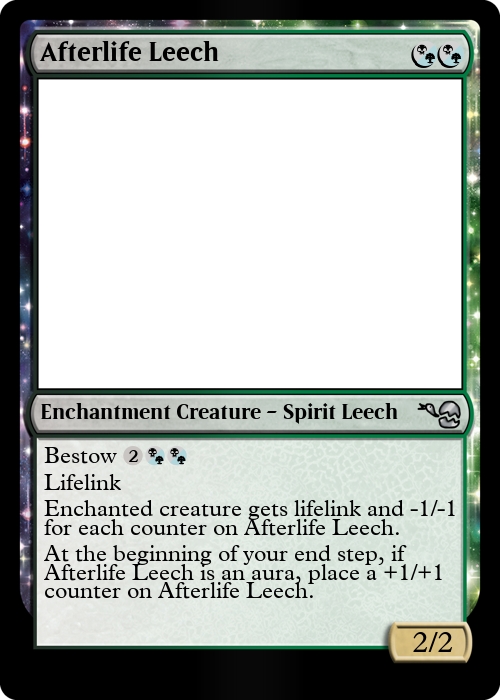 Afterlife Leech
Enchantment Creature – Spirit Leech
Bestow 2
Lifelink
Enchanted creature gets lifelink and -1/-1
for each counter on Afterlife Leech.
At the beginning of your end step, if
Afterlife Leech is an aura, place a +1/+1
counter on Afterlife Leech.
2/2